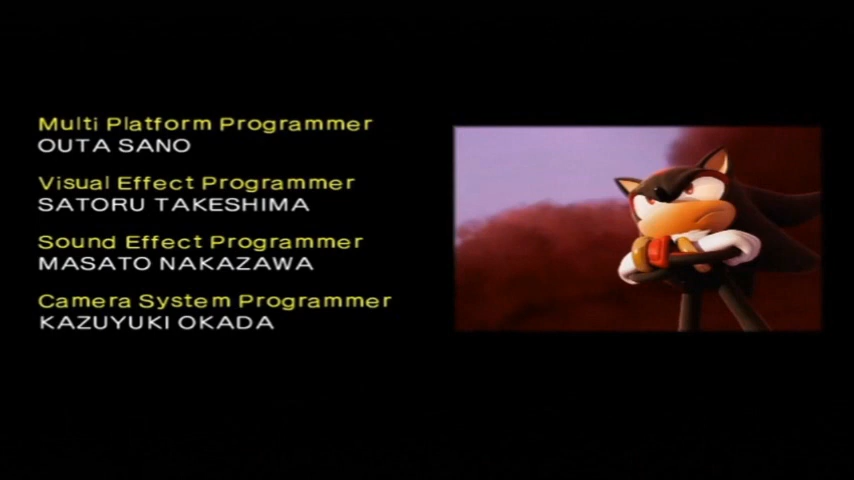 Multi Platform Programmer
OUTA SANO
Visual Effect Programmer
SATORU TAKESHIMA
Sound Effect Programmer
MASATO NAKAZAWA
Camera System Programmer
KAZUYUKI OKADA